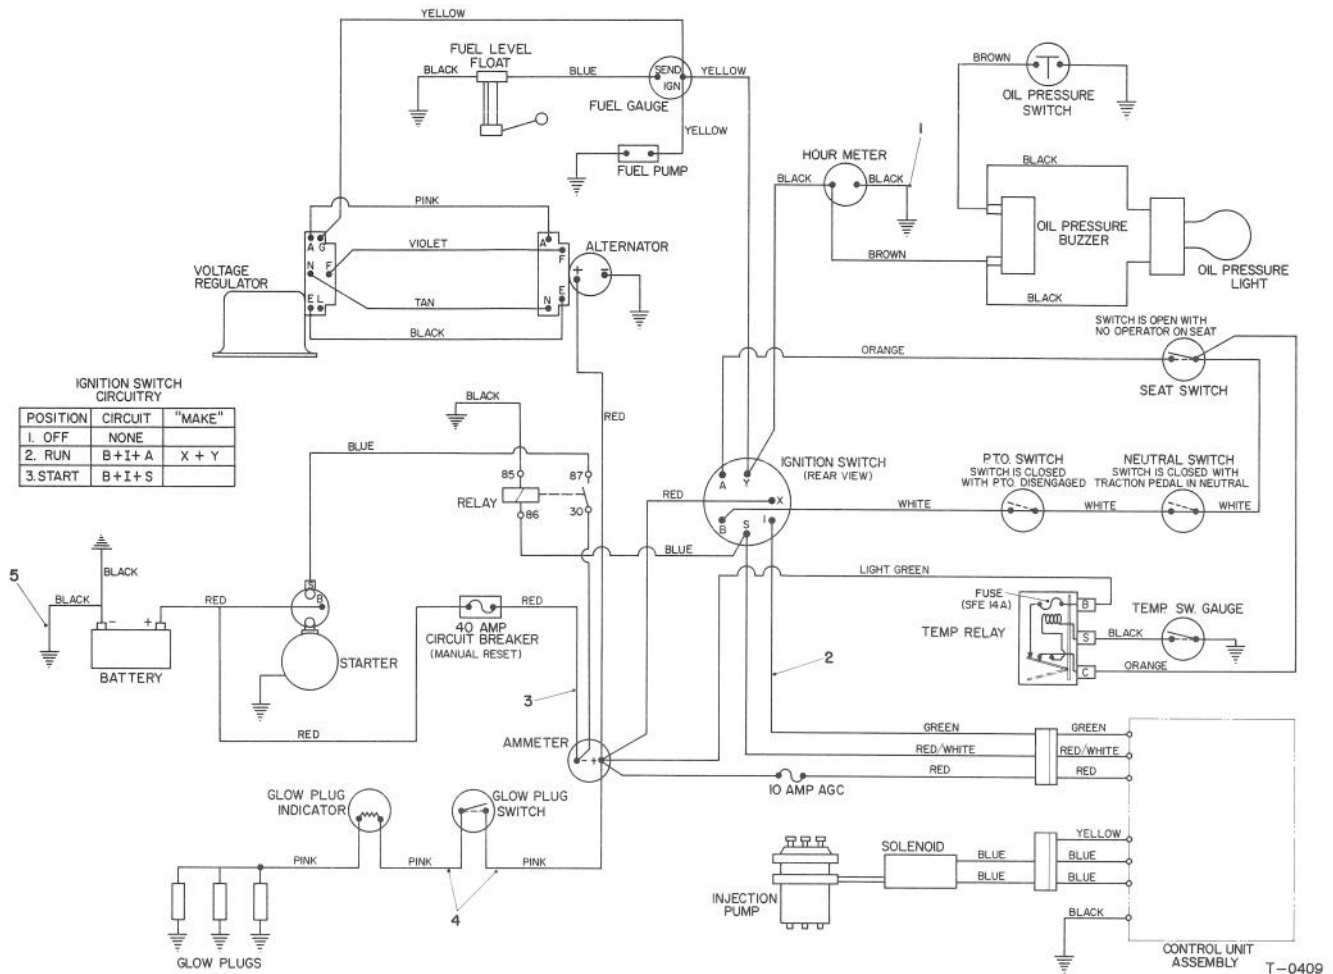 YELLOW
FUEL LEVEL
FLOAT
BLACK
BLUE
SEND
IGN
YELLOW
FUEL GAUGE
YELLOW
FUEL PUMP
BROWN
OIL PRESSURE
SWITCH
1
HOUR METER
BLACK
BLACK
BLACK
OIL PRESSURE
BUZZER
BROWN
BLACK
OIL PRESSURE
LIGHT
PINK
A G
VIOLET
N F
TAN
E L
BLACK
VOLTAGE
REGULATOR
A
F
E
N
+ -
ALTERNATOR
SWITCH IS OPEN WITH
NO OPERATOR ON SEAT
ORANGE
SEAT SWITCH
IGNITION SWITCH
CIRCUITRY
POSITION CIRCUIT "MAKE"
1. OFF NONE
2. RUN B+I+A X + Y
3. START B+I+S
BLACK
RED
BLUE
85
87
RELAY
86
30
RED
A Y
X
B S I
IGNITION SWITCH
(REAR VIEW)
P.T.O. SWITCH
SWITCH IS CLOSED
WITH P.T.O. DISENGAGED
NEUTRAL SWITCH
SWITCH IS CLOSED WITH
TRACTION PEDAL IN NEUTRAL
WHITE
WHITE
WHITE
BLUE
LIGHT GREEN
5
BLACK
BLACK
RED
- +
BATTERY
S
B
STARTER
40 AMP
CIRCUIT BREAKER
(MANUAL RESET)
RED
FUSE
(SFE 14A)
TEMP RELAY
B
S
C
BLACK
TEMP SW. GAUGE
ORANGE
2
3
RED
AMMETER
- +
GREEN
GREEN
RED/WHITE
RED/WHITE
RED
RED
10 AMP AGC
GLOW PLUG
INDICATOR
GLOW PLUG
SWITCH
PINK
PINK
PINK
4
GLOW PLUGS
INJECTION
PUMP
SOLENOID
BLUE
BLUE
YELLOW
BLUE
BLUE
BLACK
CONTROL UNIT
ASSEMBLY
T-0409